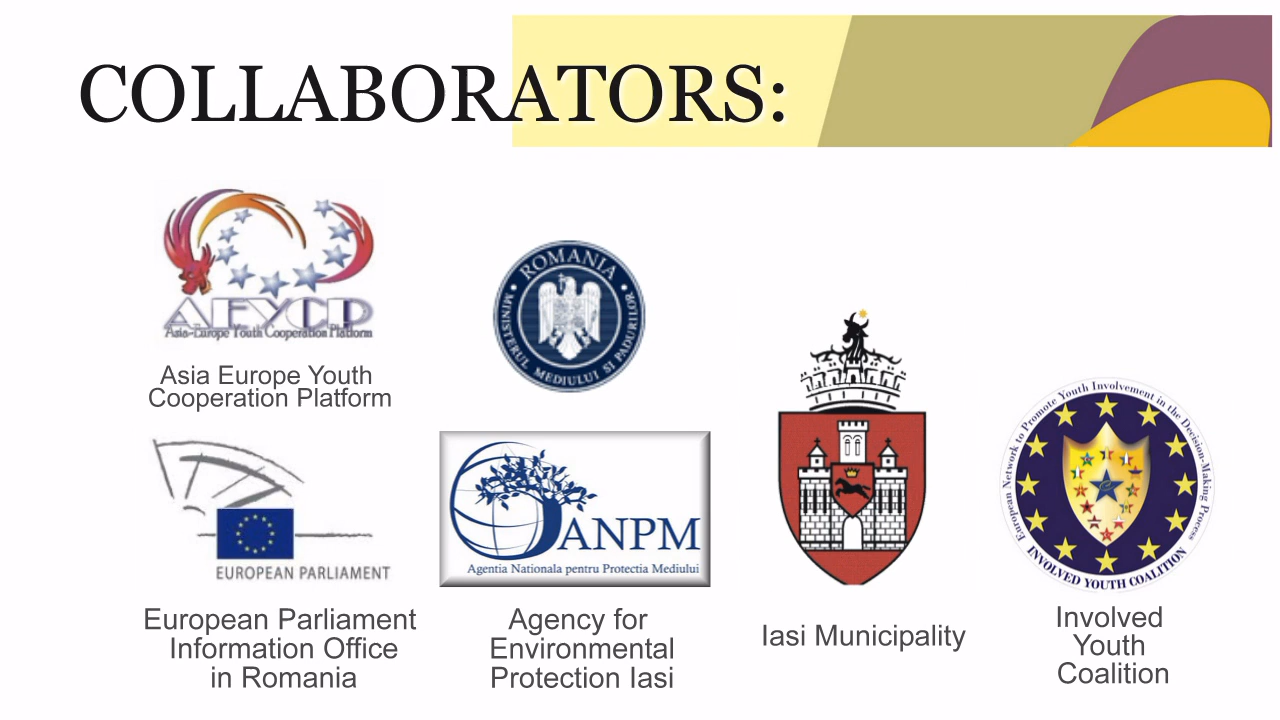 COLLABORATORS:
AEYCP
Asia-Europe Youth Cooperation Platform
Asia Europe Youth
Cooperation Platform
ROMANIA
MINISTERUL MEDIULUI SI PADURILOR
EUROPEAN PARLIAMENT
European Parliament
Information Office
in Romania
ANPM
Agentia Nationala pentru Protectia Mediului
Agency for
Environmental
Protection Iasi
Iasi Municipality
European Network to Promote Youth Involvement in the Decision-Making Process
INVOLVED YOUTH COALITION
Involved
Youth
Coalition